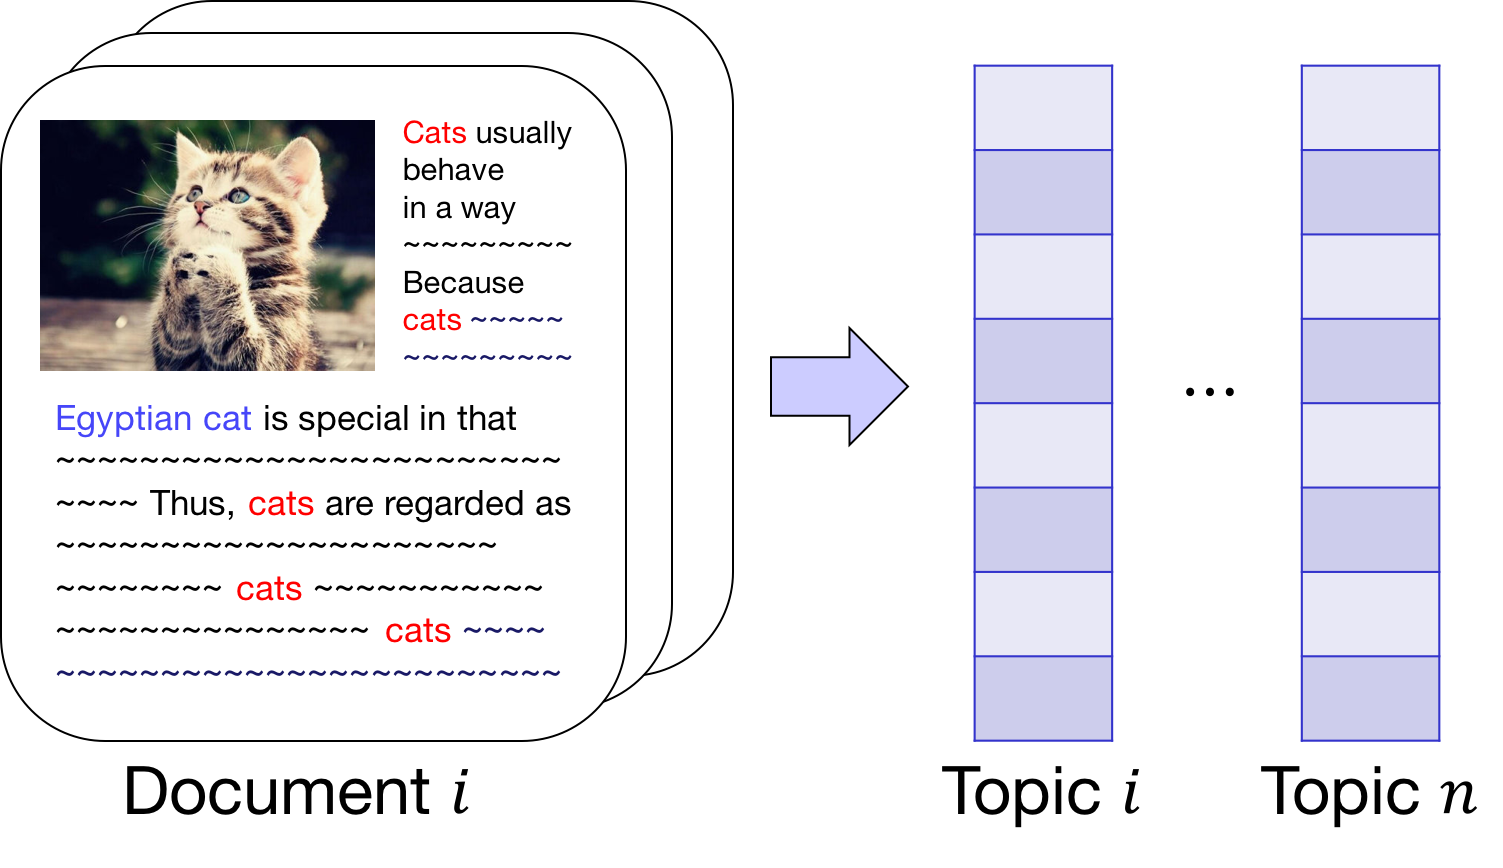 Cats usually
behave
in a way
~~~~~~~~~
Because
cats ~~~~~
~~~~~~~~~
Egyptian cat is special in that
~~~~~~~~~~~~~~~~~~~~~~~~
~~~~ Thus, cats are regarded as
~~~~~~~~~~~~~~~~~~~~~
~~~~~~~~ cats ~~~~~~~~~~~
~~~~~~~~~~~~~~~ cats ~~~~
~~~~~~~~~~~~~~~~~~~~~~~~
...
Document i
Topic i
Topic n